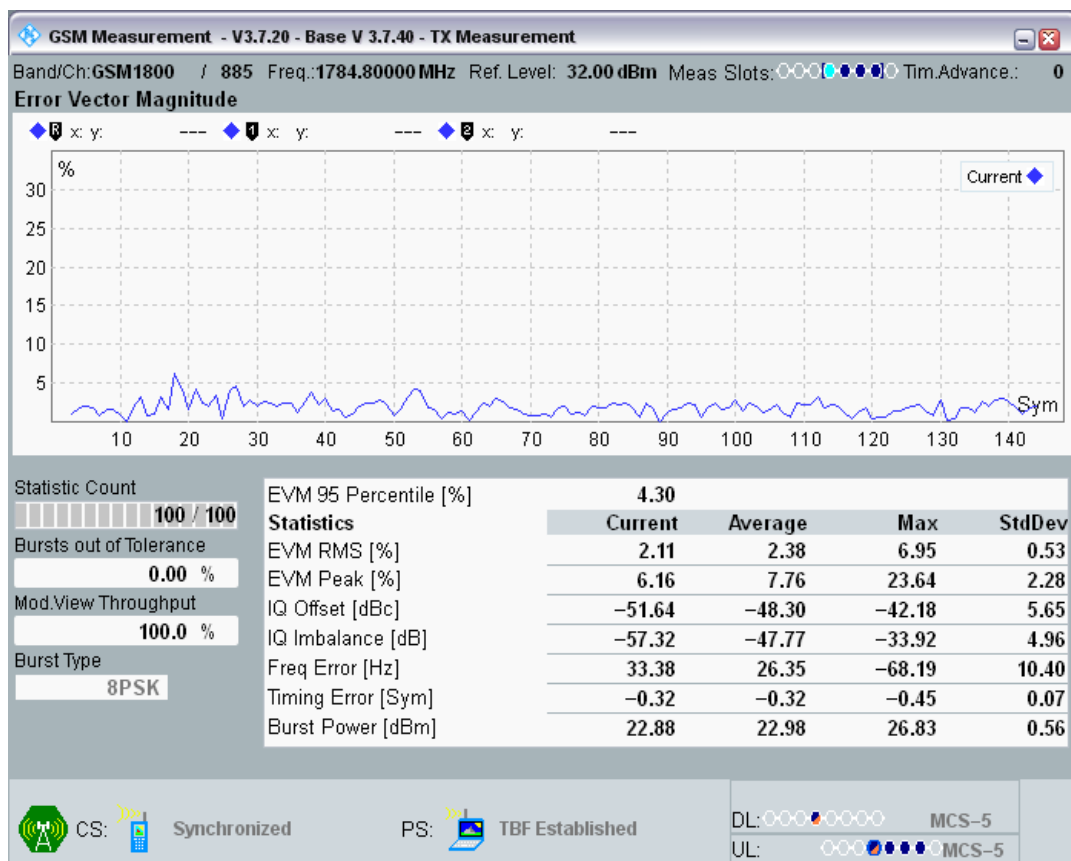 GSM Measurement - V3.7.20 - Base V 3.7.40 - TX Measurement
Band/Ch:GSM1800 / 885 Freq.:1784.80000 MHz Ref. Level: 32.00 dBm Meas Slots: Tim.Advance.: 0
Error Vector Magnitude
R x: y: --- 1 x: y: --- 2 x: y: ---
%
Current
30
25
20
15
10
5
Sym
10 20 30 40 50 60 70 80 90 100 110 120 130 140
Statistic Count
100 / 100
Bursts out of Tolerance
0.00 %
Mod.View Throughput
100.0 %
Burst Type
8PSK
EVM 95 Percentile [%] 4.30
Statistics Current Average Max StdDev
EVM RMS [%] 2.11 2.38 6.95 0.53
EVM Peak [%] 6.16 7.76 23.64 2.28
IQ Offset [dBc] −51.64 −48.30 −42.18 5.65
IQ Imbalance [dB] −57.32 −47.77 −33.92 4.96
Freq Error [Hz] 33.38 26.35 −68.19 10.40
Timing Error [Sym] −0.32 −0.32 −0.45 0.07
Burst Power [dBm] 22.88 22.98 26.83 0.56
CS: Synchronized PS: TBF Established
DL: MCS−5
UL: MCS−5